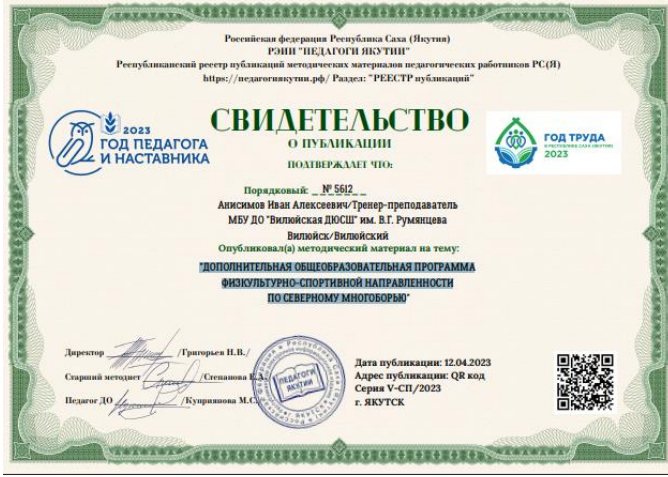 Российская федерация Республика Саха (Якутия)
РЭИИ "ПЕДАГОГИ ЯКУТИИ"
Республиканский реестр публикаций методических материалов педагогических работников РС(Я)
https://педагогиякутии.рф/ Раздел: "РЕЕСТР публикаций"
2023
ГОД ПЕДАГОГА
И НАСТАВНИКА
СВИДЕТЕЛЬСТВО
О ПУБЛИКАЦИИ
ПОДТВЕРЖДАЕТ ЧТО:
ГОД ТРУДА
В РЕСПУБЛИКЕ САХА (ЯКУТИЯ)
2023
Порядковый: № 5612
Анисимов Иван Алексеевич/Тренер-преподаватель
МБУ ДО "Вилюйская ДЮСШ" им. В.Г. Румянцева
Вилюйск/Вилюйский
Опубликовал(а) методический материал на тему:
"ДОПОЛНИТЕЛЬНАЯ ОБЩЕОБРАЗОВАТЕЛЬНАЯ ПРОГРАММА
ФИЗКУЛЬТУРНО-СПОРТИВНОЙ НАПРАВЛЕННОСТИ
ПО СЕВЕРНОМУ МНОГОБОРЬЮ"
Директор /Григорьев Н.В./
Старший методист /Степанова
Педагог ДО /Куприянова М.С./
ПЕДАГОГИ
ЯКУТИИ
Дата публикации: 12.04.2023
Адрес публикации: QR код
Серия V-СП/2023
г. ЯКУТСК